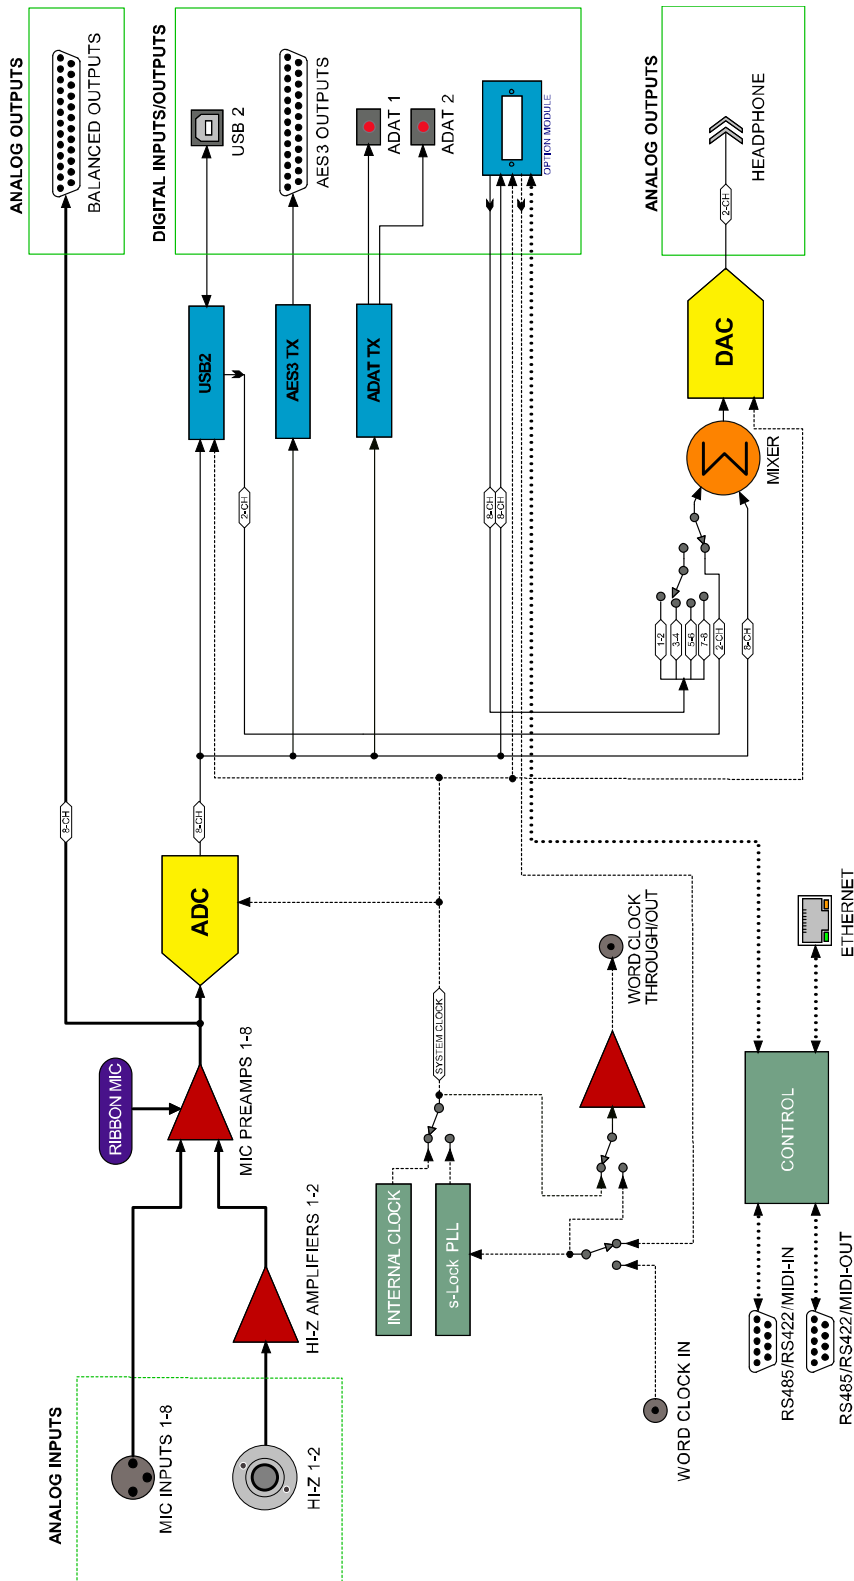 ANALOG INPUTS
MIC INPUTS 1-8
HI-Z 1-2
HI-Z AMPLIFIERS 1-2
RIBBON MIC
MIC PREAMPS 1-8
ADC
8-CH
8-CH
ANALOG OUTPUTS
BALANCED OUTPUTS
DIGITAL INPUTS/OUTPUTS
USB 2
AES3 OUTPUTS
ADAT 1
ADAT 2
OPTION MODULE
USB2
AES3 TX
ADAT TX
2-CH
8-CH
8-CH
ANALOG OUTPUTS
HEADPHONE
2-CH
DAC
MIXER
1-2
3-4
5-6
7-8
2-CH
8-CH
INTERNAL CLOCK
s-Lock PLL
SYSTEM CLOCK
WORD CLOCK
THROUGH/OUT
WORD CLOCK IN
CONTROL
ETHERNET
RS485/RS422/MIDI-IN
RS485/RS422/MIDI-OUT